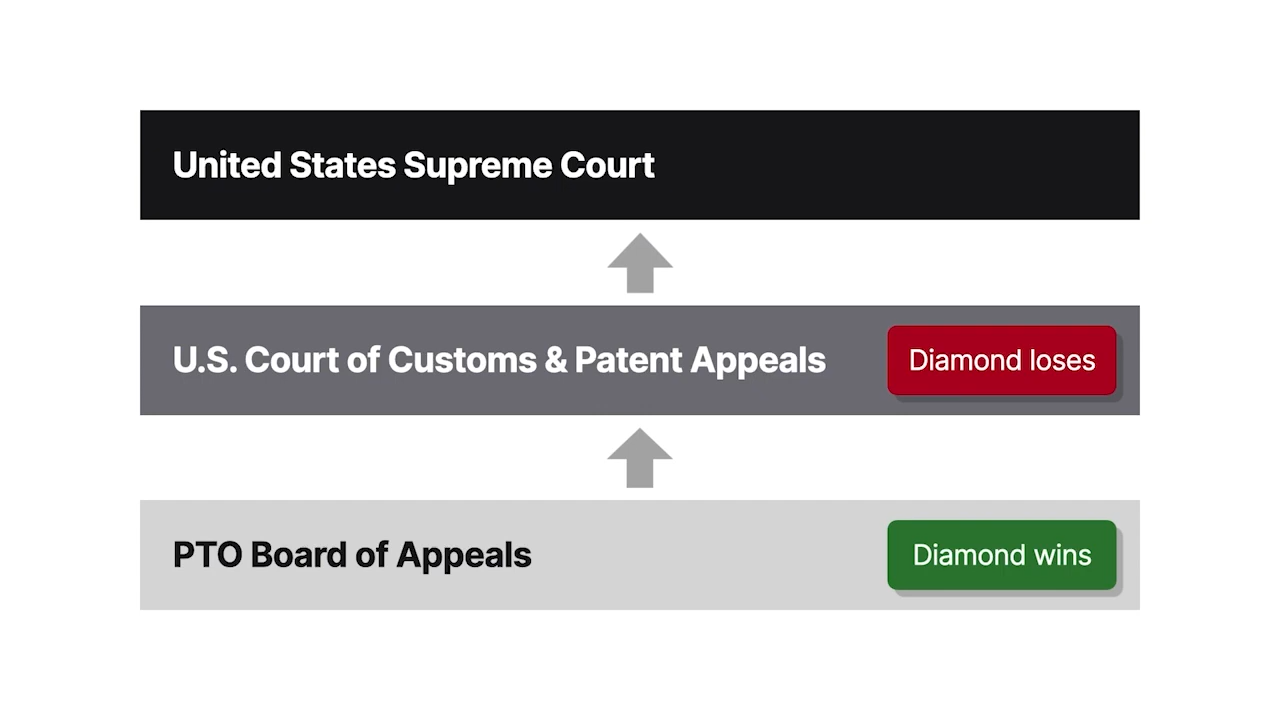 United States Supreme Court
U.S. Court of Customs & Patent Appeals
Diamond loses
PTO Board of Appeals
Diamond wins